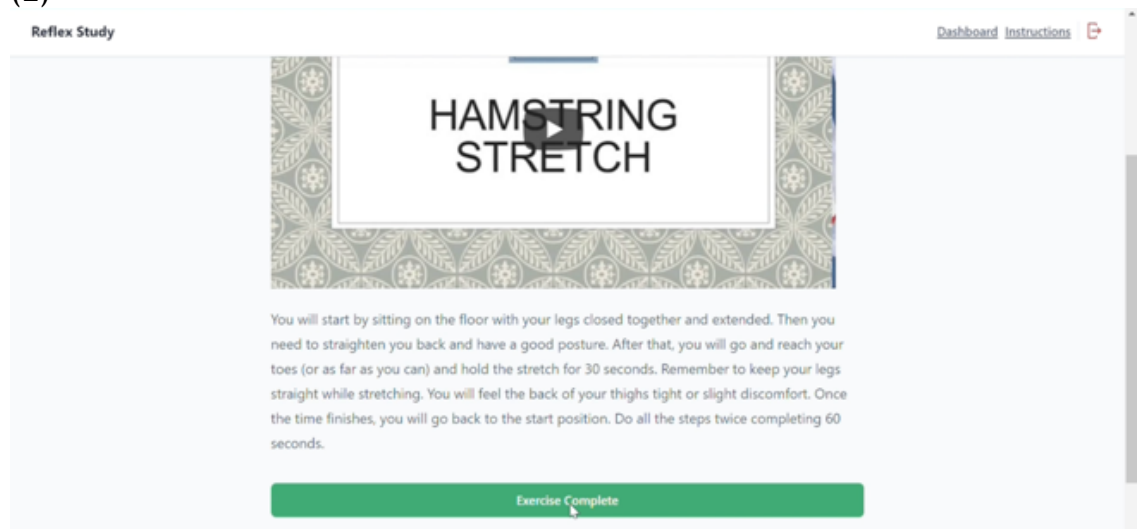 Reflex Study
Dashboard Instructions
HAMSTRING
STRETCH
You will start by sitting on the floor with your legs closed together and extended. Then you
need to straighten you back and have a good posture. After that, you will go and reach your
toes (or as far as you can) and hold the stretch for 30 seconds. Remember to keep your legs
straight while stretching. You will feel the back of your thighs tight or slight discomfort. Once
the time finishes, you will go back to the start position. Do all the steps twice completing 60
seconds.
Exercise Complete